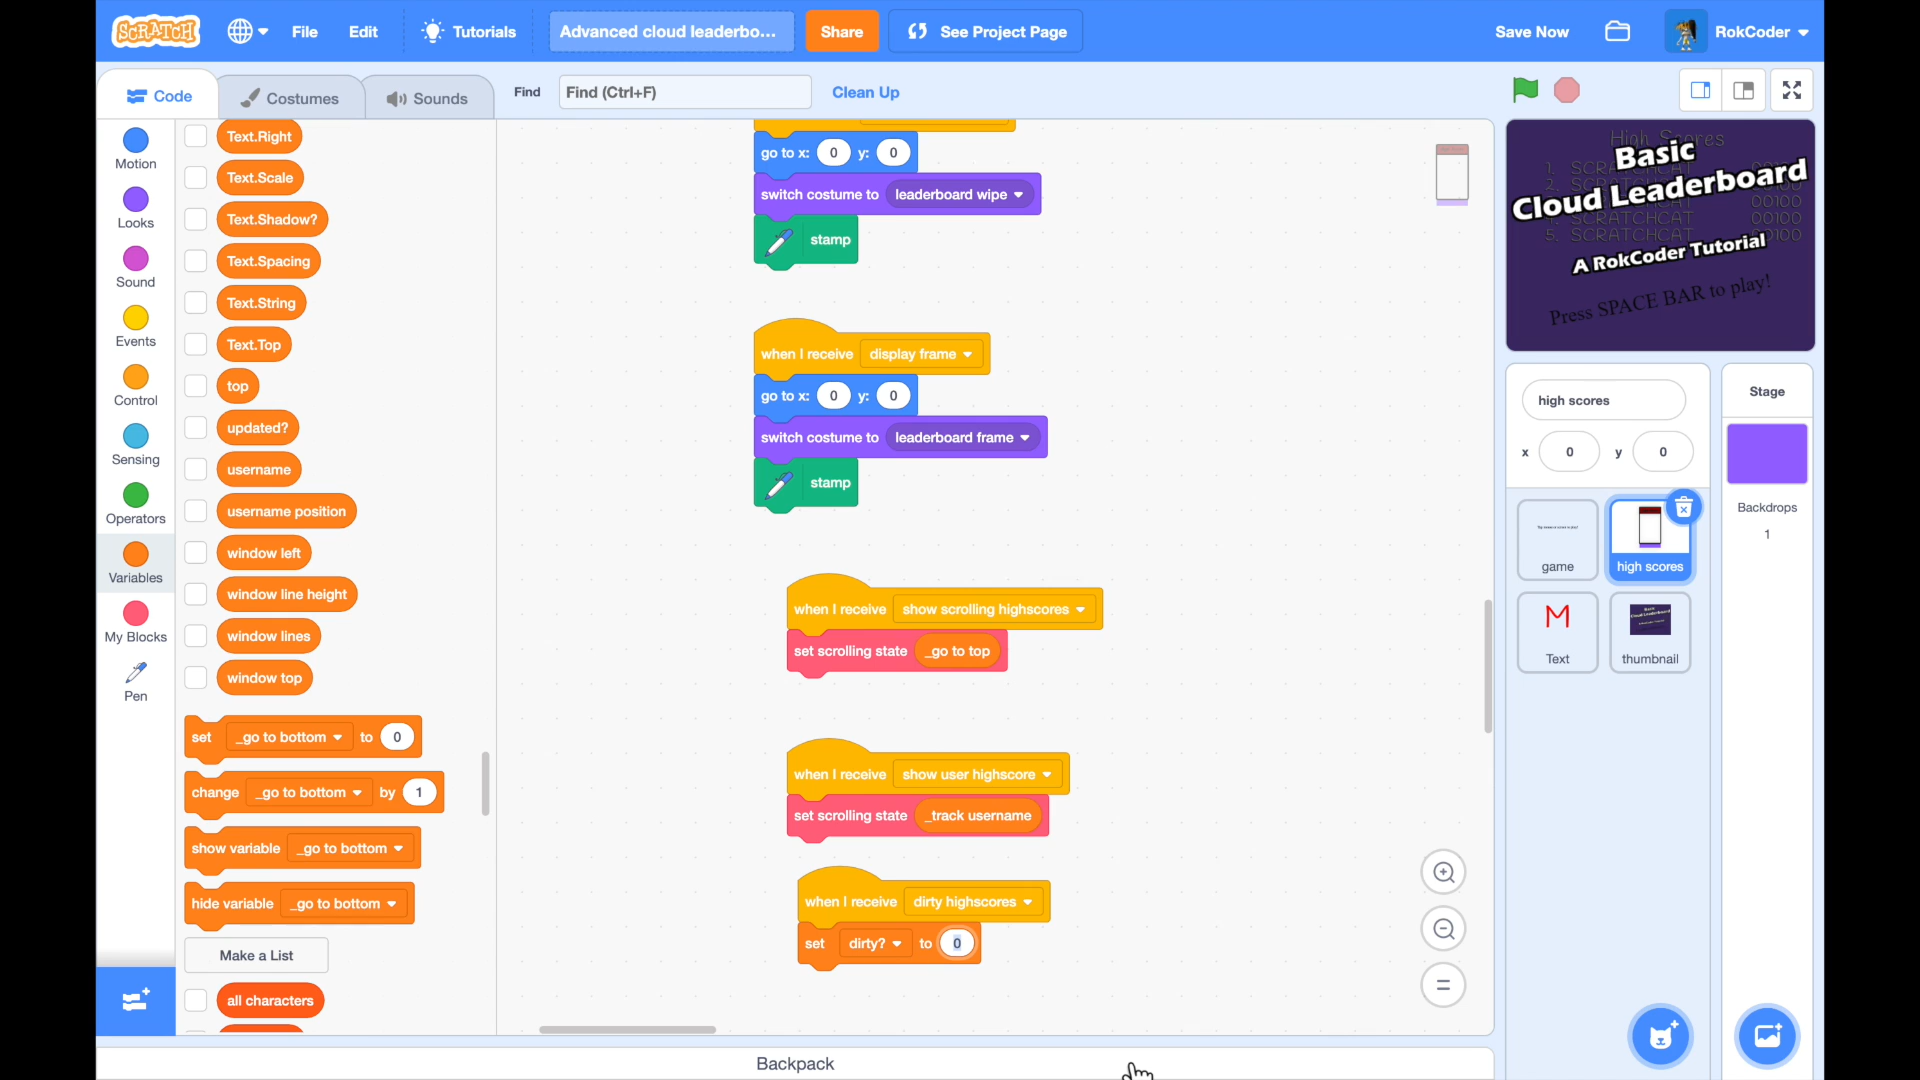 SCRATCH
File
Edit
Tutorials
Advanced cloud leaderbo...
Share
See Project Page
Save Now
RokCoder
Code
Costumes
Sounds
Find
Find (Ctrl+F)
Clean Up
Motion
Looks
Sound
Events
Control
Sensing
Operators
Variables
My Blocks
Pen
Text.Right
Text.Scale
Text.Shadow?
Text.Spacing
Text.String
Text.Top
top
updated?
username
username position
window left
window line height
window lines
window top
set _go to bottom to 0
change _go to bottom by 1
show variable _go to bottom
hide variable _go to bottom
Make a List
all characters
go to x: 0 y: 0
switch costume to leaderboard wipe
stamp
when I receive display frame
go to x: 0 y: 0
switch costume to leaderboard frame
stamp
when I receive show scrolling highscores
set scrolling state _go to top
when I receive show user highscore
set scrolling state _track username
when I receive dirty highscores
set dirty? to 0
High Scores
Basic
Cloud Leaderboard
1. SCRATCHCAT 00100
5. SCRATCHCAT 00100
A RokCoder Tutorial
Press SPACE BAR to play!
high scores
x 0 y 0
game
high scores
M
Text
thumbnail
Stage
Backdrops
1
Backpack